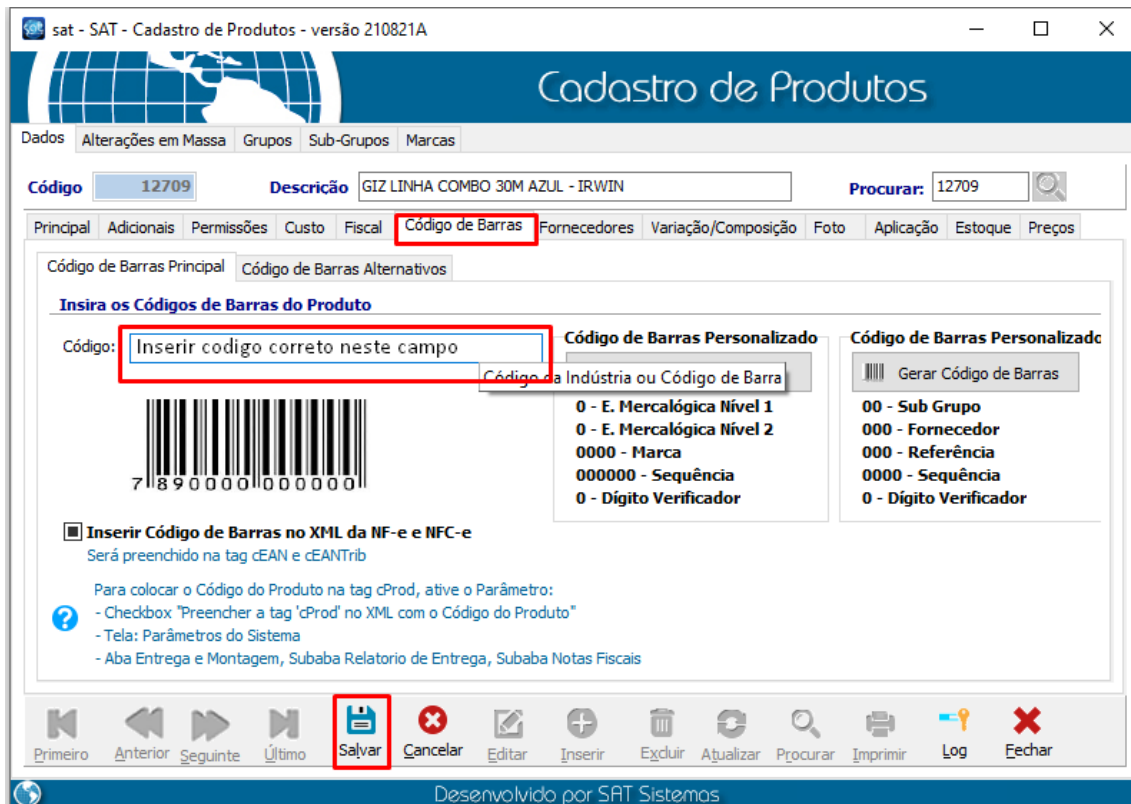 sat - SAT - Cadastro de Produtos - versão 210821A
Cadastro de Produtos
Dados Alterações em Massa Grupos Sub-Grupos Marcas
Código 12709 Descrição GIZ LINHA COMBO 30M AZUL - IRWIN Procurar: 12709
Principal Adicionais Permissões Custo Fiscal Código de Barras Fornecedores Variação/Composição Foto Aplicação Estoque Preços
Código de Barras Principal Código de Barras Alternativos
Insira os Códigos de Barras do Produto
Código: Inserir codigo correto neste campo
Código da Indústria ou Código de Barra
7 890000 000000
Código de Barras Personalizado
0 - E. Mercalógica Nível 1
0 - E. Mercalógica Nível 2
0000 - Marca
000000 - Sequência
0 - Dígito Verificador
Código de Barras Personalizado
Gerar Código de Barras
00 - Sub Grupo
000 - Fornecedor
000 - Referência
0000 - Sequência
0 - Dígito Verificador
Inserir Código de Barras no XML da NF-e e NFC-e
Será preenchido na tag cEAN e cEANTrib
Para colocar o Código do Produto na tag cProd, ative o Parâmetro:
- Checkbox "Preencher a tag 'cProd' no XML com o Código do Produto"
- Tela: Parâmetros do Sistema
- Aba Entrega e Montagem, Subaba Relatorio de Entrega, Subaba Notas Fiscais
Primeiro Anterior Seguinte Último Salvar Cancelar Editar Inserir Excluir Atualizar Procurar Imprimir Log Fechar
Desenvolvido por SAT Sistemas